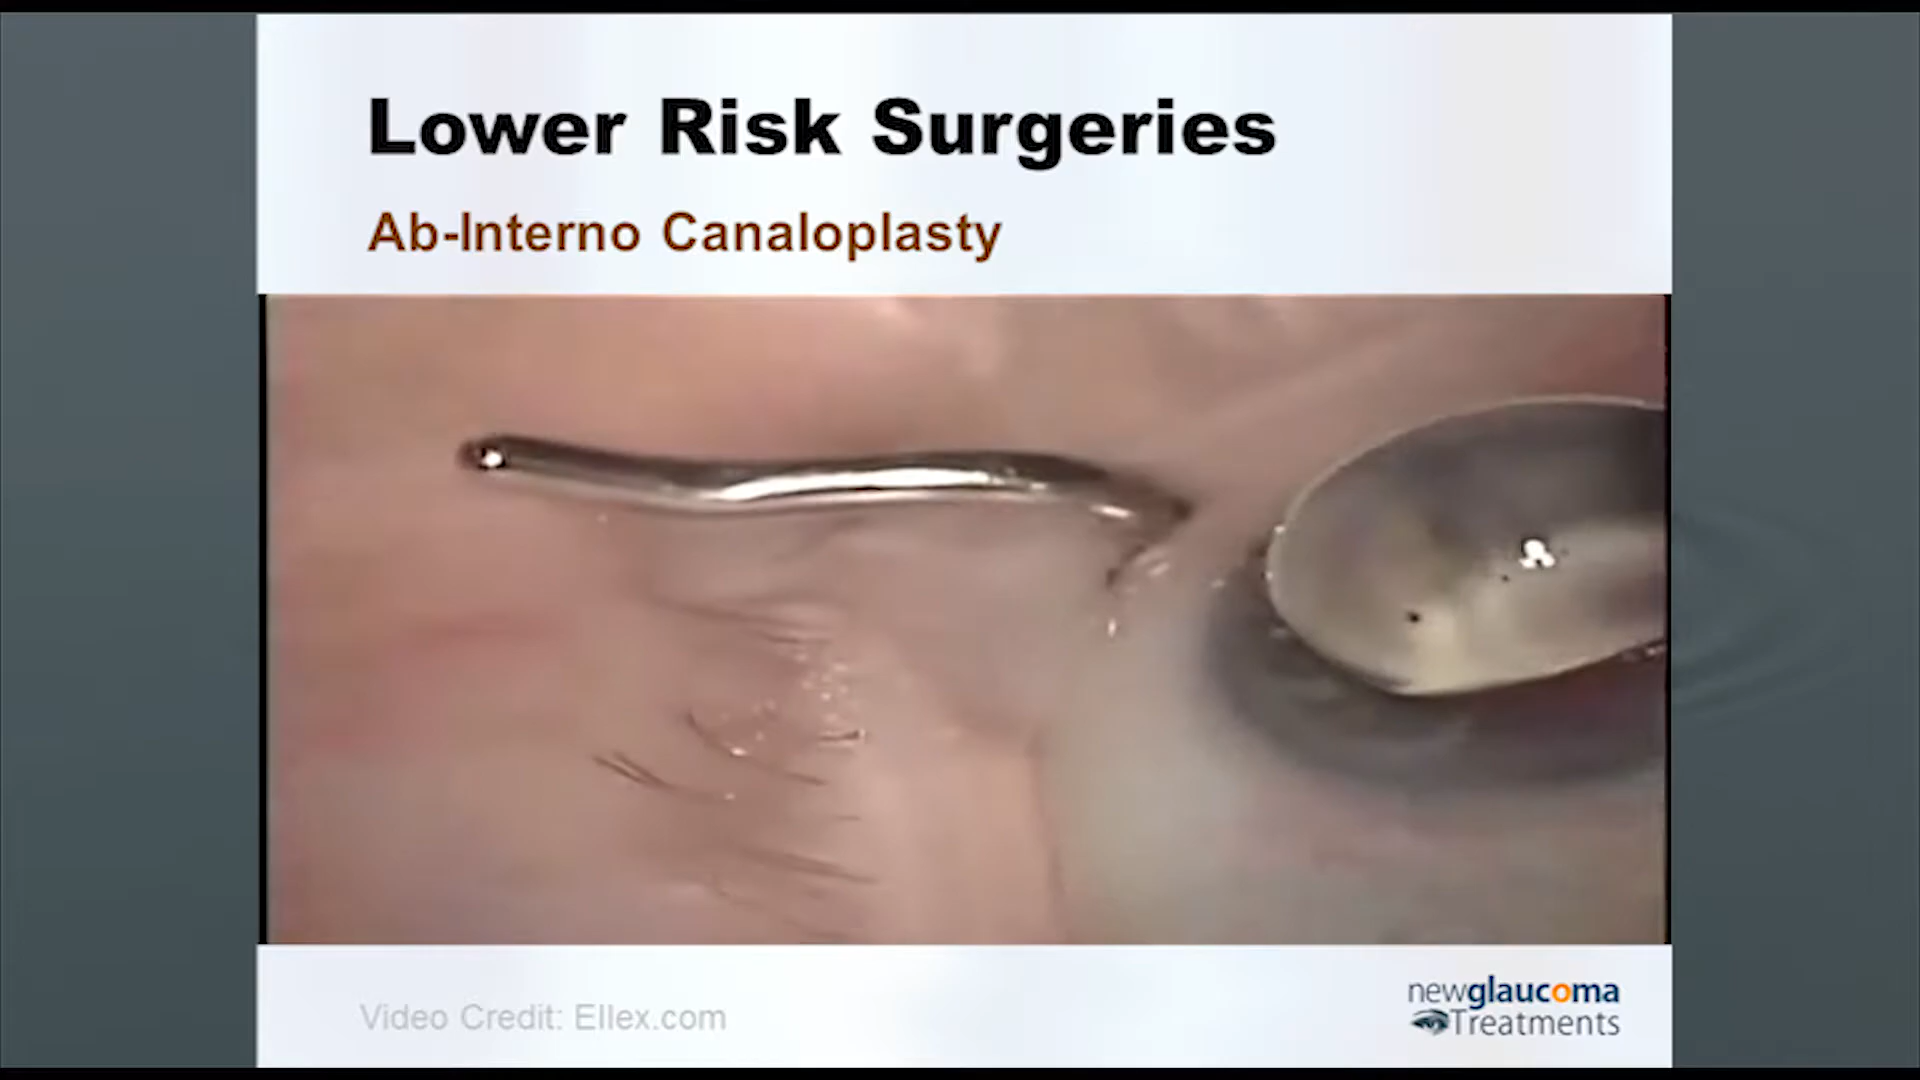 Lower Risk Surgeries
Ab-Interno Canaloplasty
Video Credit: Ellex.com
newglaucoma
Treatments